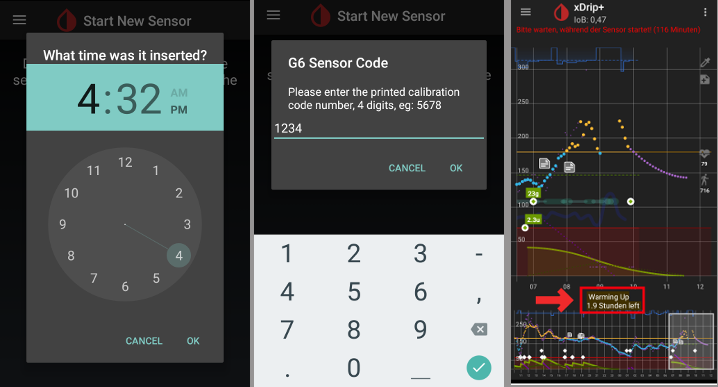 Start New Sensor
What time was it inserted?
4:32
AM
PM
12
11
1
10
2
9
3
8
4
7
5
6
CANCEL
OK
Start New Sensor
G6 Sensor Code
Please enter the printed calibration
code number, 4 digits, eg: 5678
1234
CANCEL
OK
1 2 3 -
4 5 6 ,
7 8 9
. 0
xDrip+
IoB: 0,47
Bitte warten, während der Sensor startet! (116 Minuten)
300
250
200
150
100
50
79
716
23g
2.3u
07 08 09 10 11 12
Warming Up
1.9 Stunden left
250
150
50